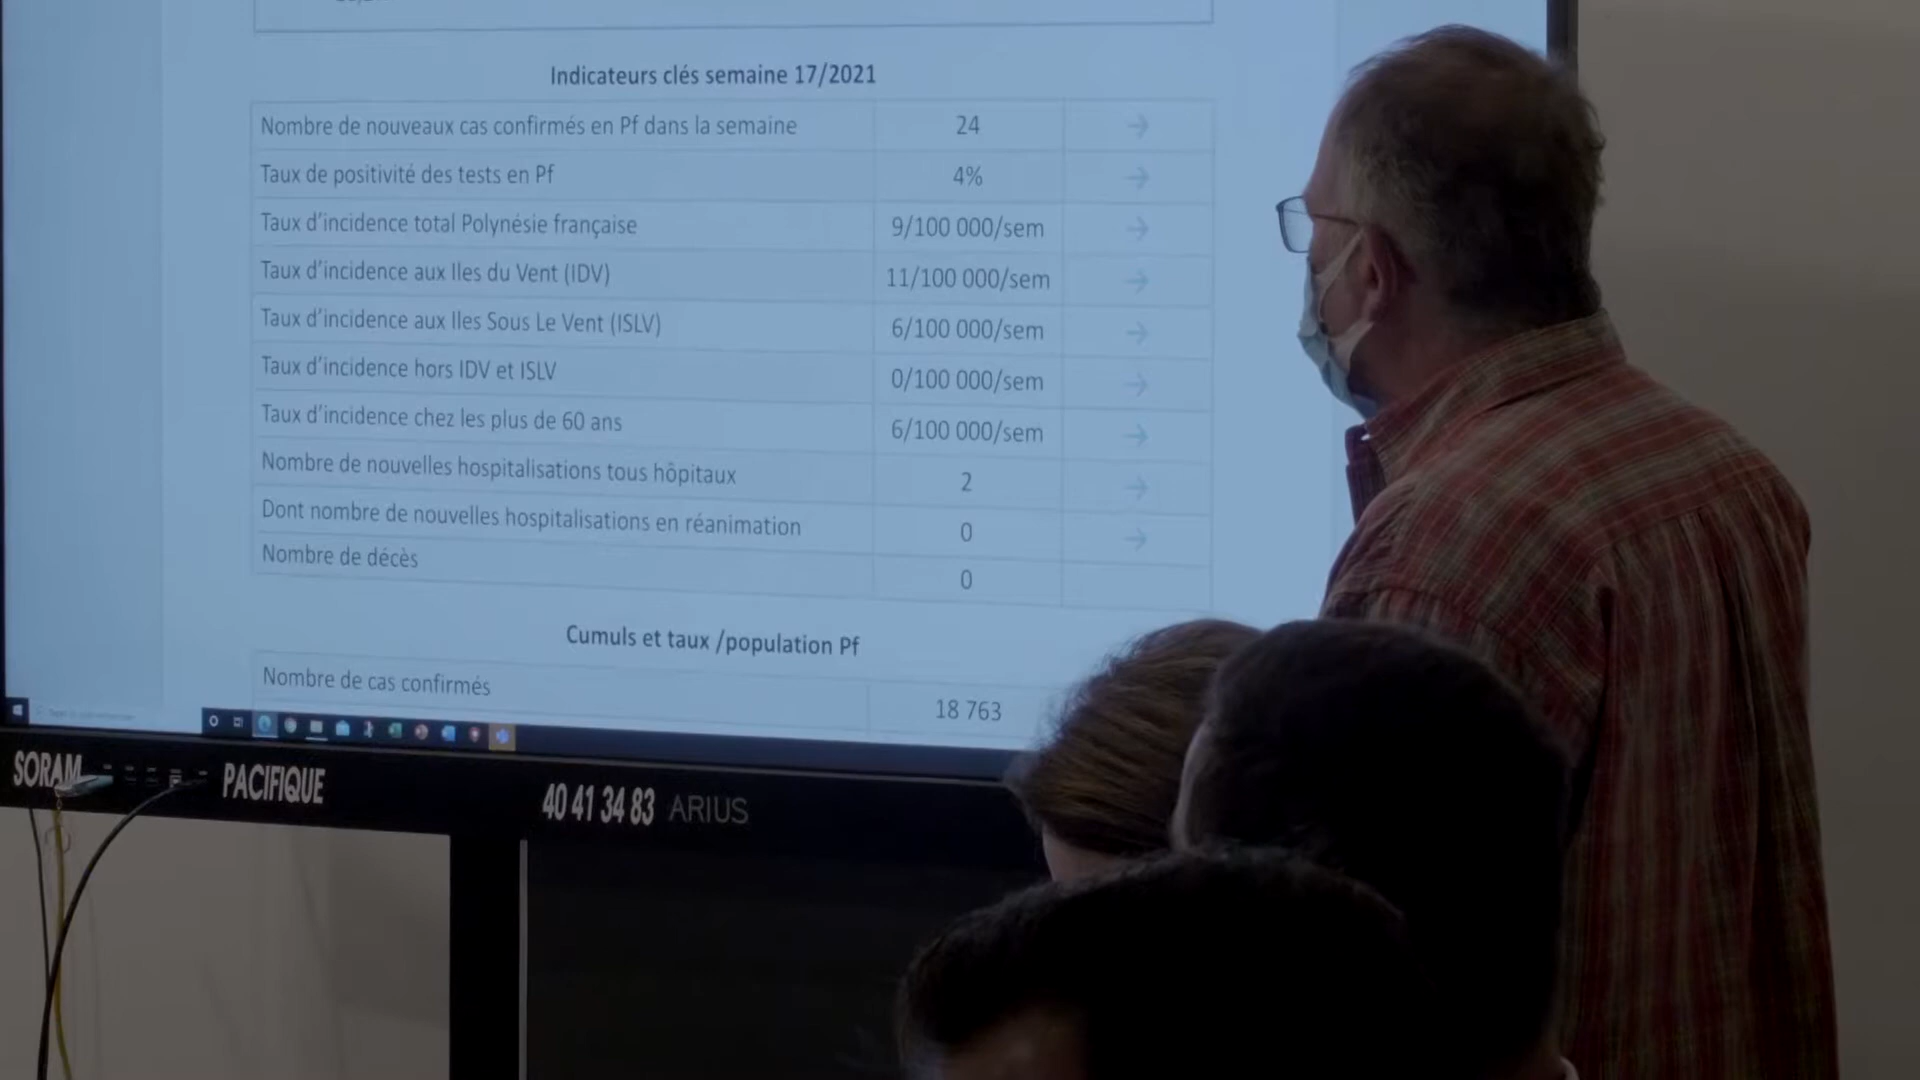 Indicateurs clés semaine 17/2021
Nombre de nouveaux cas confirmés en Pf dans la semaine 24 →
Taux de positivité des tests en Pf 4% →
Taux d'incidence total Polynésie française 9/100 000/sem →
Taux d'incidence aux Iles du Vent (IDV) 11/100 000/sem →
Taux d'incidence aux Iles Sous Le Vent (ISLV) 6/100 000/sem →
Taux d'incidence hors IDV et ISLV 0/100 000/sem →
Taux d'incidence chez les plus de 60 ans 6/100 000/sem →
Nombre de nouvelles hospitalisations tous hôpitaux 2 →
Dont nombre de nouvelles hospitalisations en réanimation 0 →
Nombre de décès 0
Cumuls et taux /population Pf
Nombre de cas confirmés 18 763
SORAM PACIFIQUE 40 41 34 83 ARIUS